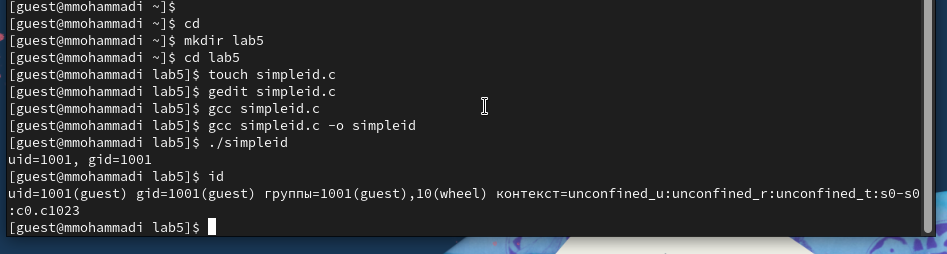 [guest@mmohammadi ~]$
[guest@mmohammadi ~]$ cd
[guest@mmohammadi ~]$ mkdir lab5
[guest@mmohammadi ~]$ cd lab5
[guest@mmohammadi lab5]$ touch simpleid.c
[guest@mmohammadi lab5]$ gedit simpleid.c
[guest@mmohammadi lab5]$ gcc simpleid.c
[guest@mmohammadi lab5]$ gcc simpleid.c -o simpleid
[guest@mmohammadi lab5]$ ./simpleid
uid=1001, gid=1001
[guest@mmohammadi lab5]$ id
uid=1001(guest) gid=1001(guest) группы=1001(guest),10(wheel) контекст=unconfined_u:unconfined_r:unconfined_t:s0-s0
:c0.c1023
[guest@mmohammadi lab5]$